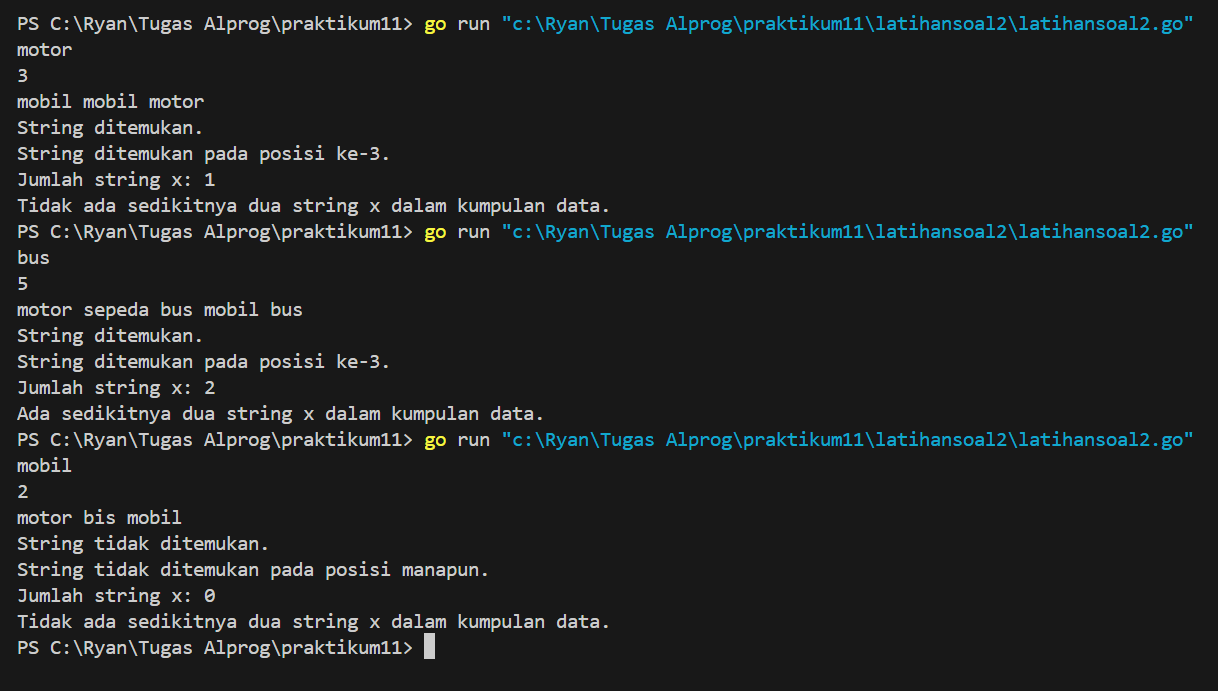 PS C:\Ryan\Tugas Alprog\praktikum11> go run "c:\Ryan\Tugas Alprog\praktikum11\latihansoal2\latihansoal2.go"
motor
3
mobil mobil motor
String ditemukan.
String ditemukan pada posisi ke-3.
Jumlah string x: 1
Tidak ada sedikitnya dua string x dalam kumpulan data.
PS C:\Ryan\Tugas Alprog\praktikum11> go run "c:\Ryan\Tugas Alprog\praktikum11\latihansoal2\latihansoal2.go"
bus
5
motor sepeda bus mobil bus
String ditemukan.
String ditemukan pada posisi ke-3.
Jumlah string x: 2
Ada sedikitnya dua string x dalam kumpulan data.
PS C:\Ryan\Tugas Alprog\praktikum11> go run "c:\Ryan\Tugas Alprog\praktikum11\latihansoal2\latihansoal2.go"
mobil
2
motor bis mobil
String tidak ditemukan.
String tidak ditemukan pada posisi manapun.
Jumlah string x: 0
Tidak ada sedikitnya dua string x dalam kumpulan data.
PS C:\Ryan\Tugas Alprog\praktikum11>